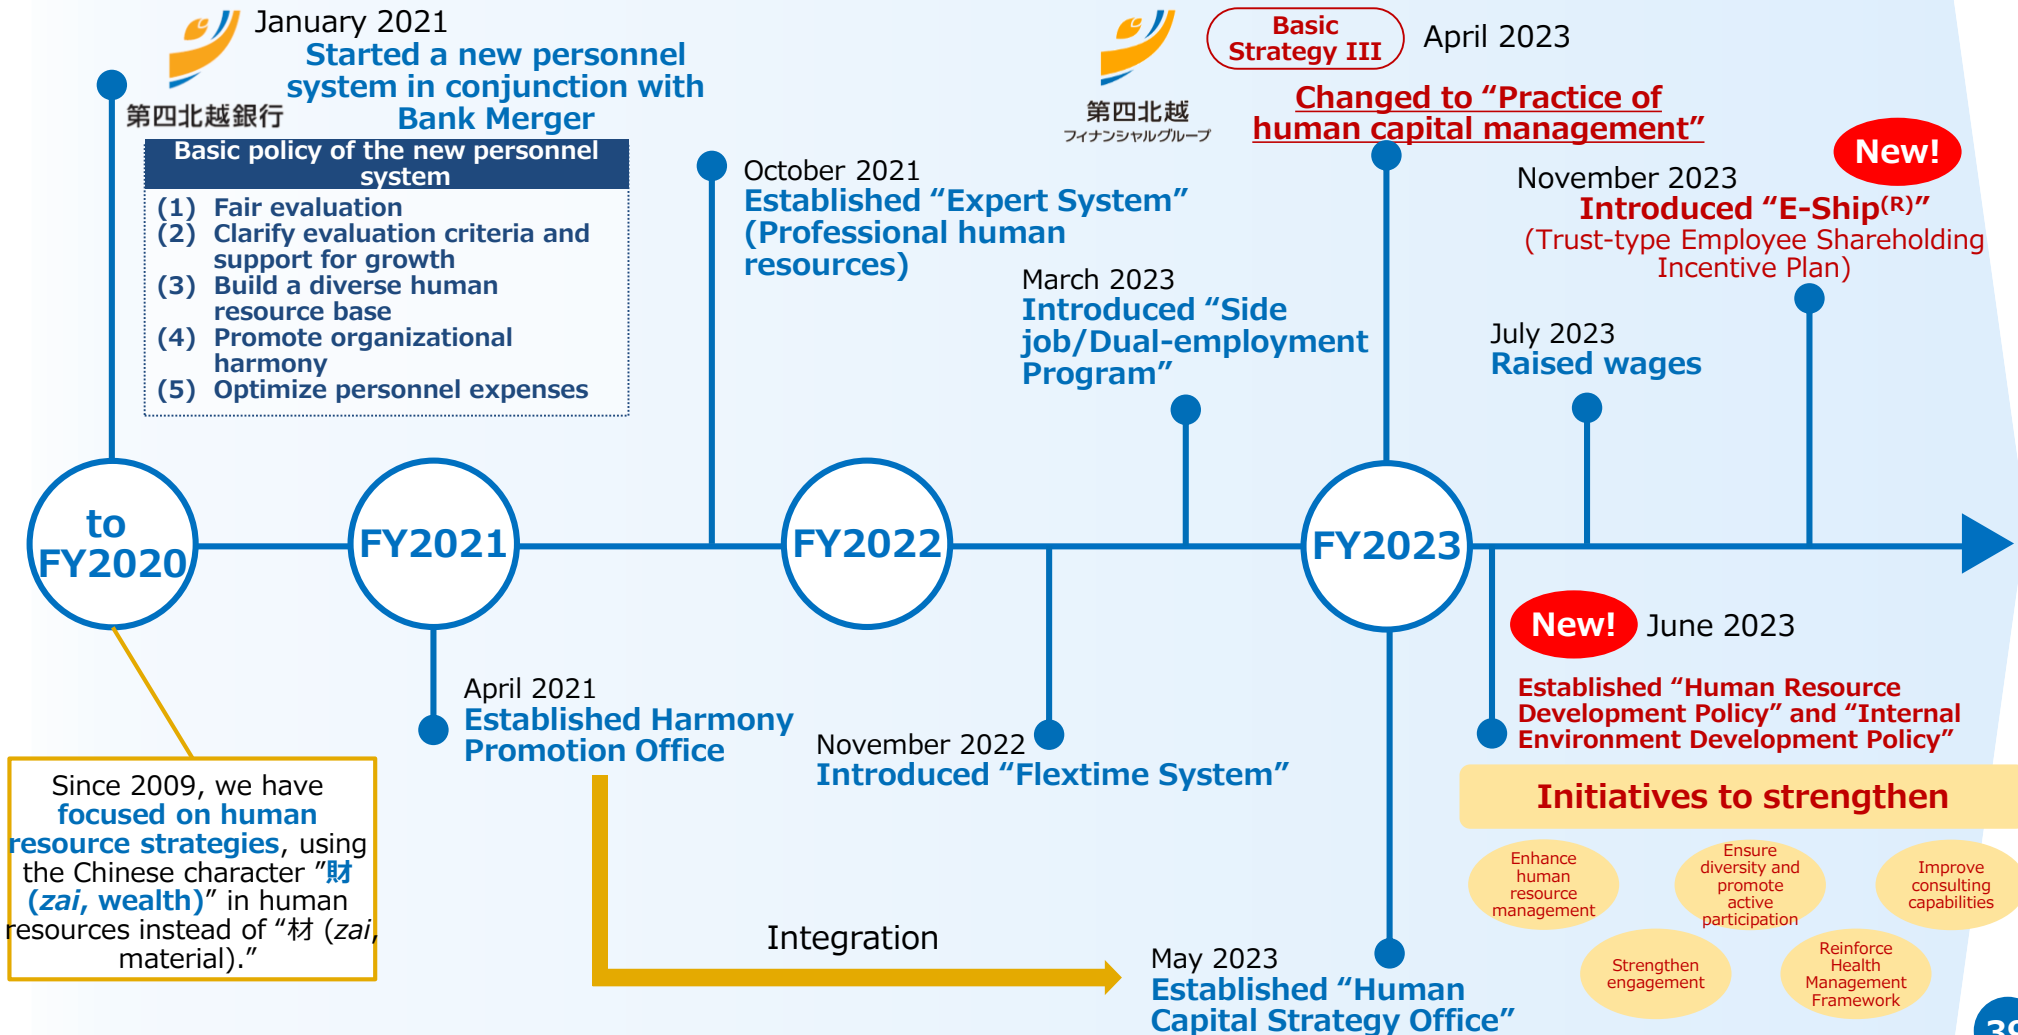 January 2021
Started a new personnel
system in conjunction with
Bank Merger
第四北越銀行
Basic policy of the new personnel
system
(1) Fair evaluation
(2) Clarify evaluation criteria and
support for growth
(3) Build a diverse human
resource base
(4) Promote organizational
harmony
(5) Optimize personnel expenses
October 2021
Established “Expert System”
(Professional human
resources)
March 2023
Introduced “Side
job/Dual-employment
Program”
第四北越
フィナンシャルグループ
Basic
Strategy III
April 2023
Changed to “Practice of
human capital management”
New!
November 2023
Introduced “E-Ship(R)”
(Trust-type Employee Shareholding
Incentive Plan)
July 2023
Raised wages
to
FY2020
FY2021
FY2022
FY2023
Since 2009, we have
focused on human
resource strategies, using
the Chinese character ”財
(zai, wealth)” in human
resources instead of “材 (zai,
material).”
April 2021
Established Harmony
Promotion Office
November 2022
Introduced “Flextime System”
Integration
May 2023
Established “Human
Capital Strategy Office”
New!
June 2023
Established “Human Resource
Development Policy” and “Internal
Environment Development Policy”
Initiatives to strengthen
Enhance
human
resource
management
Ensure
diversity and
promote
active
participation
Improve
consulting
capabilities
Strengthen
engagement
Reinforce
Health
Management
Framework
39